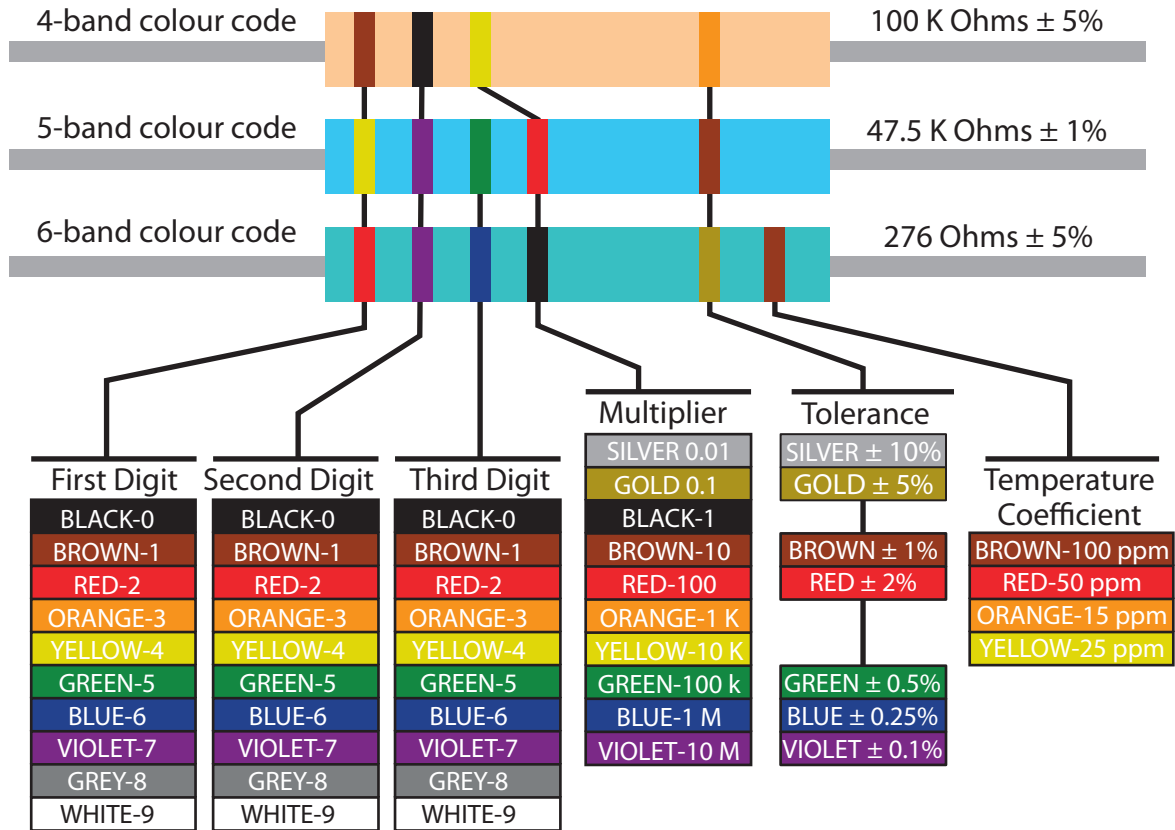 4-band colour code
100 K Ohms ± 5%
5-band colour code
47.5 K Ohms ± 1%
6-band colour code
276 Ohms ± 5%
First Digit
BLACK-0
BROWN-1
RED-2
ORANGE-3
YELLOW-4
GREEN-5
BLUE-6
VIOLET-7
GREY-8
WHITE-9
Second Digit
BLACK-0
BROWN-1
RED-2
ORANGE-3
YELLOW-4
GREEN-5
BLUE-6
VIOLET-7
GREY-8
WHITE-9
Third Digit
BLACK-0
BROWN-1
RED-2
ORANGE-3
YELLOW-4
GREEN-5
BLUE-6
VIOLET-7
GREY-8
WHITE-9
Multiplier
SILVER 0.01
GOLD 0.1
BLACK-1
BROWN-10
RED-100
ORANGE-1 K
YELLOW-10 K
GREEN-100 k
BLUE-1 M
VIOLET-10 M
Tolerance
SILVER ± 10%
GOLD ± 5%
BROWN ± 1%
RED ± 2%
GREEN ± 0.5%
BLUE ± 0.25%
VIOLET ± 0.1%
Temperature
Coefficient
BROWN-100 ppm
RED-50 ppm
ORANGE-15 ppm
YELLOW-25 ppm